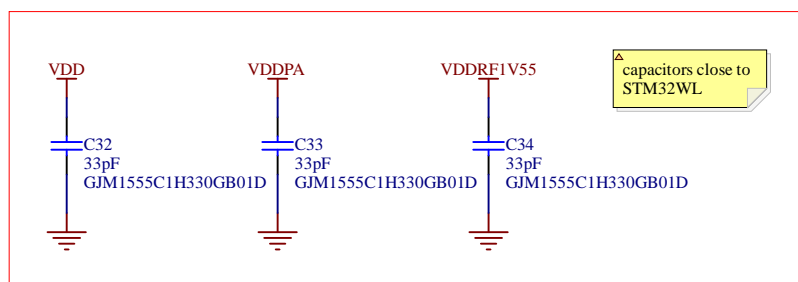 VDD
VDDPA
VDDRF1V55
capacitors close to
STM32WL
C32
33pF
GJM1555C1H330GB01D
C33
33pF
GJM1555C1H330GB01D
C34
33pF
GJM1555C1H330GB01D